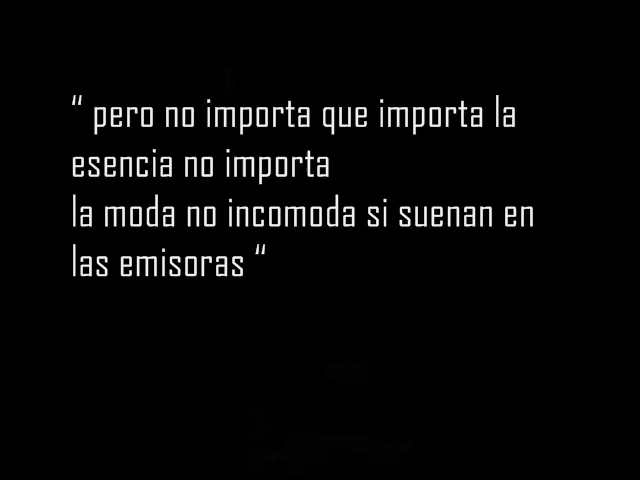 “ pero no importa que importa la
esencia no importa
la moda no incomoda si suenan en
las emisoras “